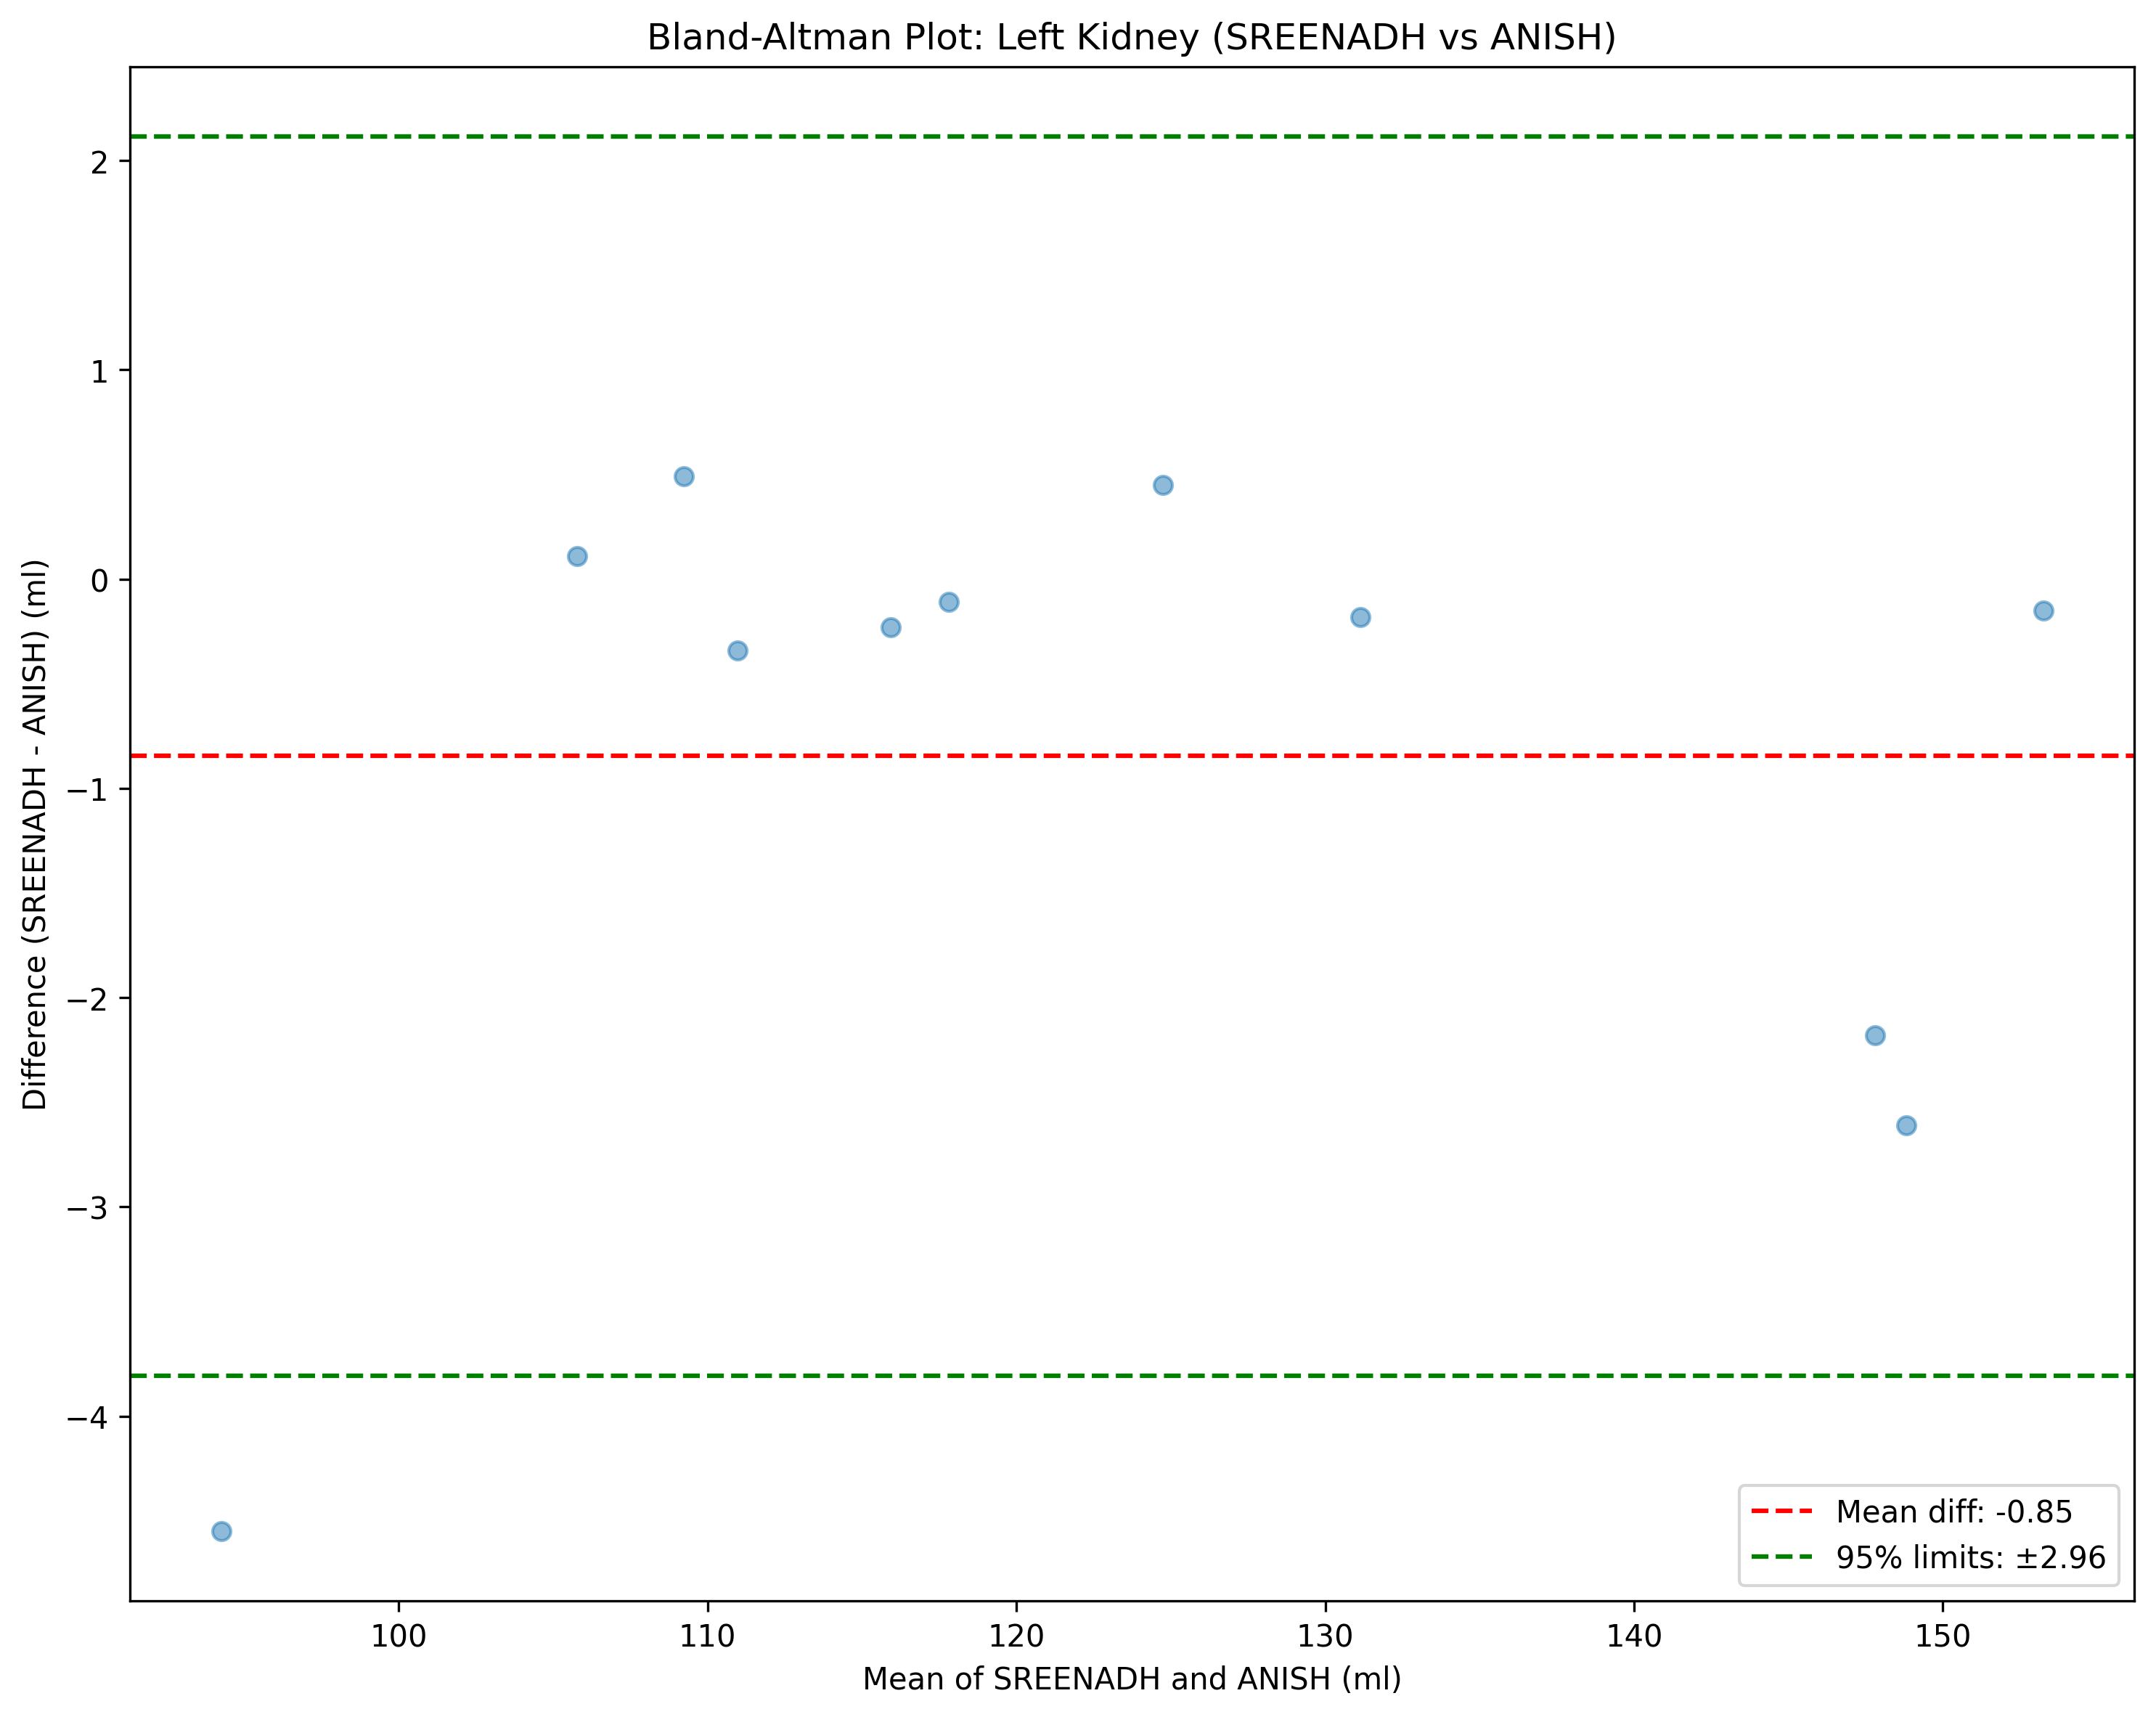 Bland-Altman Plot: Left Kidney (SREENADH vs ANISH)
Difference (SREENADH - ANISH) (ml)
2
1
0
−1
−2
−3
−4
100 110 120 130 140 150
Mean of SREENADH and ANISH (ml)
Mean diff: -0.85
95% limits: ±2.96